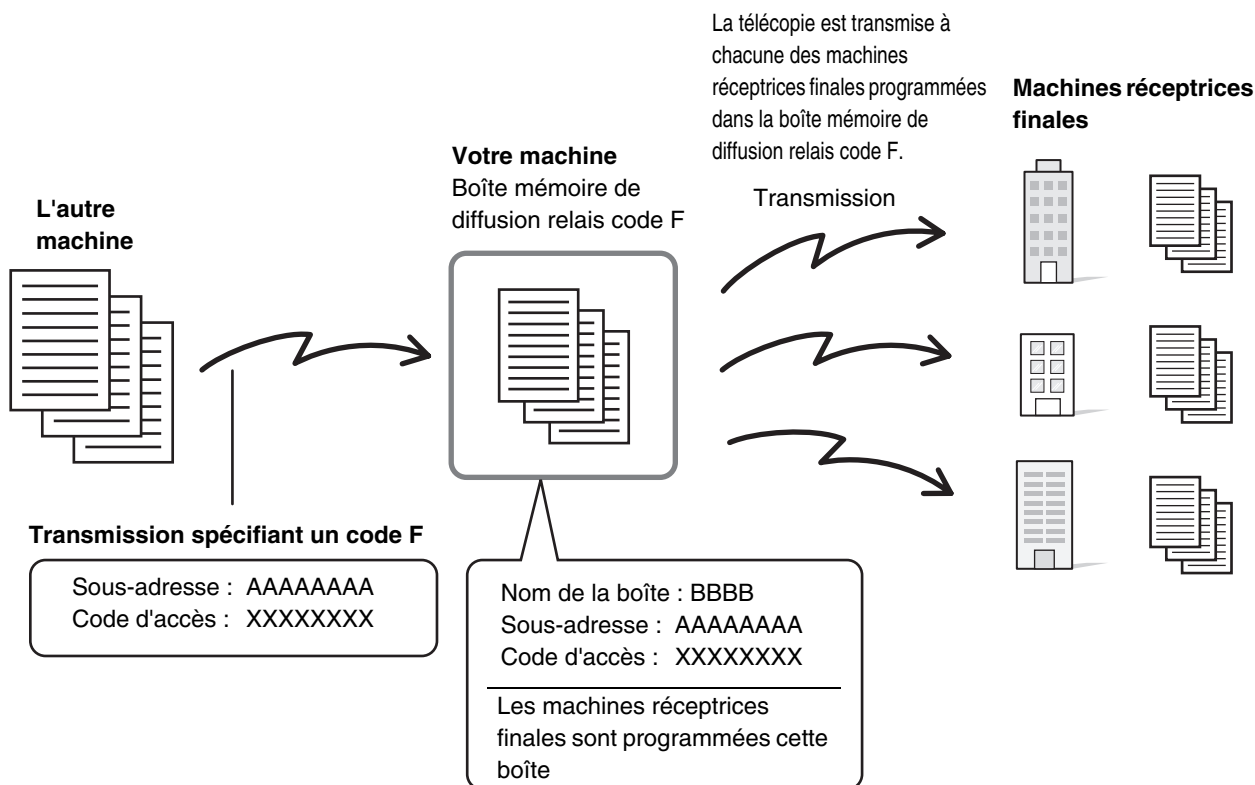 La télécopie est transmise à
chacune des machines
réceptrices finales programmées
dans la boîte mémoire de
diffusion relais code F.
Machines réceptrices
finales
Votre machine
Boîte mémoire de
diffusion relais code F
Transmission
L'autre
machine
Transmission spécifiant un code F
Sous-adresse : AAAAAAAA
Code d'accès : XXXXXXXX
Nom de la boîte : BBBB
Sous-adresse : AAAAAAAA
Code d'accès : XXXXXXXX
Les machines réceptrices
finales sont programmées cette
boîte